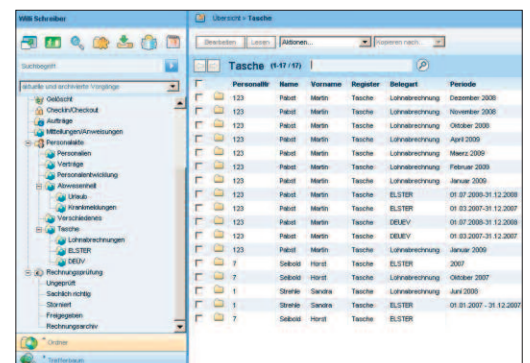 Willi Schreiber
Übersicht > Tasche
Bearbeiten Lesen Aktionen... Kopieren nach...
Suchbegriff
Tasche (1-17 / 17)
aktuelle und archivierte Vorgänge
Gelöscht
CheckIn/Checkout
Aufträge
Mitteilungen/Anweisungen
Personalakte
Personalien
Verträge
Personalentwicklung
Abwesenheit
Urlaub
Krankmeldungen
Verschiedenes
Tasche
Lohnabrechnungen
ELSTER
DEÜV
Rechnungsprüfung
Ungeprüft
Sachlich richtig
Storniert
Freigegeben
Rechnungsarchiv
Ordner
Trefferbaum
PersonalNr Name Vorname Register Belegart Periode
123 Pabst Martin Tasche Lohnabrechnung Dezember 2008
123 Pabst Martin Tasche Lohnabrechnung November 2008
123 Pabst Martin Tasche Lohnabrechnung Oktober 2008
123 Pabst Martin Tasche Lohnabrechnung April 2009
123 Pabst Martin Tasche Lohnabrechnung Maerz 2009
123 Pabst Martin Tasche Lohnabrechnung Februar 2009
123 Pabst Martin Tasche Lohnabrechnung Januar 2009
123 Pabst Martin Tasche ELSTER 01.07.2008-31.12.2008
123 Pabst Martin Tasche ELSTER 01.03.2007-31.12.2007
123 Pabst Martin Tasche DEUEV 01.07.2008-31.12.2008
123 Pabst Martin Tasche DEUEV 01.03.2007-31.12.2007
123 Pabst Martin Tasche Lohnabrechnung Januar 2009
7 Seibold Horst Tasche ELSTER 2007
7 Seibold Horst Tasche Lohnabrechnung Oktober 2007
1 Strehle Sandra Tasche Lohnabrechnung Juni 2008
1 Strehle Sandra Tasche ELSTER 01.01.2007 - 31.12.2007
7 Seibold Horst Tasche ELSTER